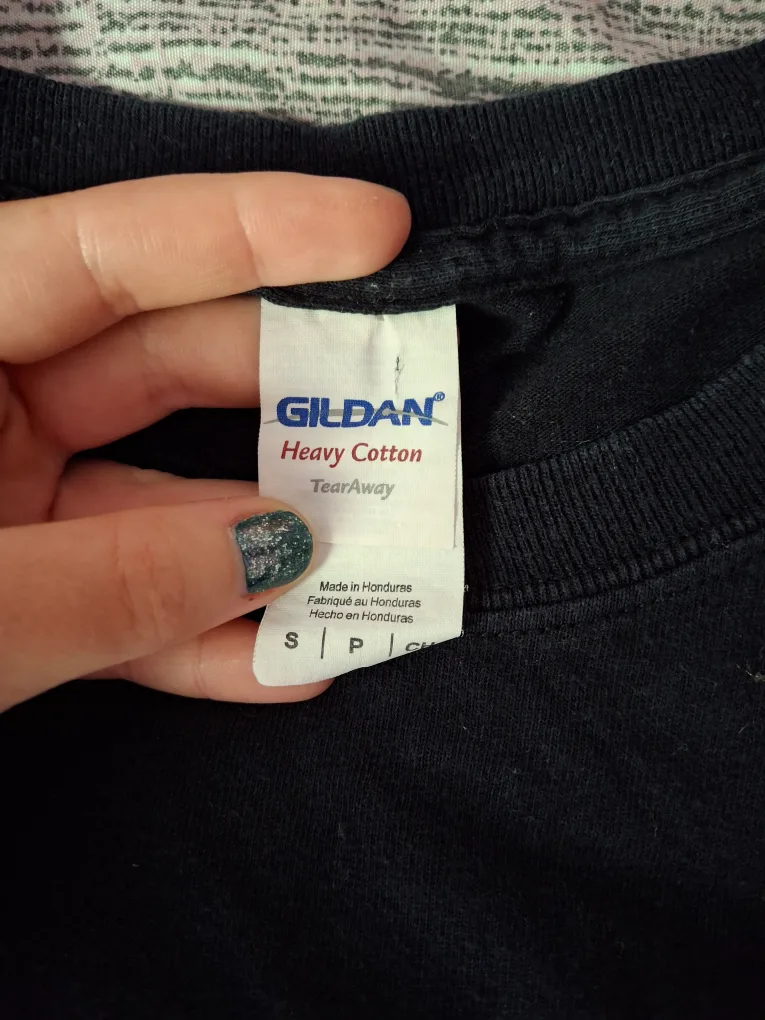 GILDAN®
Heavy Cotton
TearAway
Made in Honduras
Fabriqué au Honduras
Hecho en Honduras
S | P |